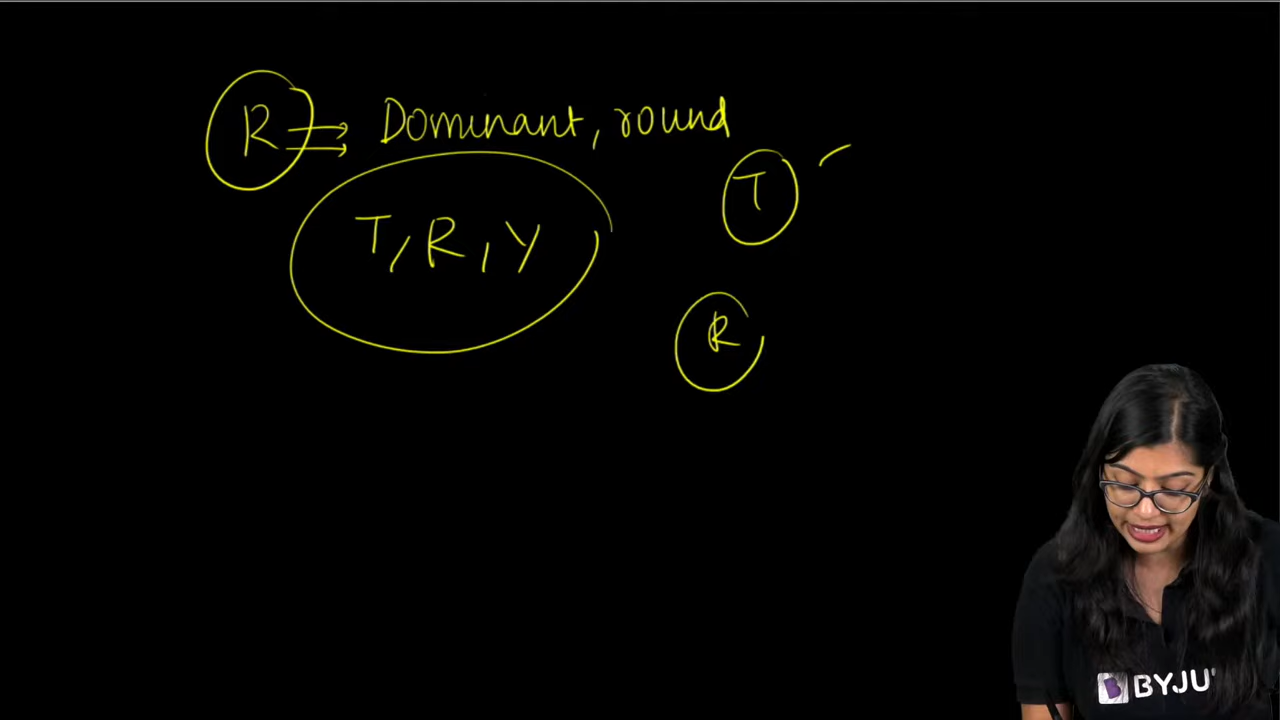 R ⇒ Dominant, round
T, R, Y
T
R
BYJU'